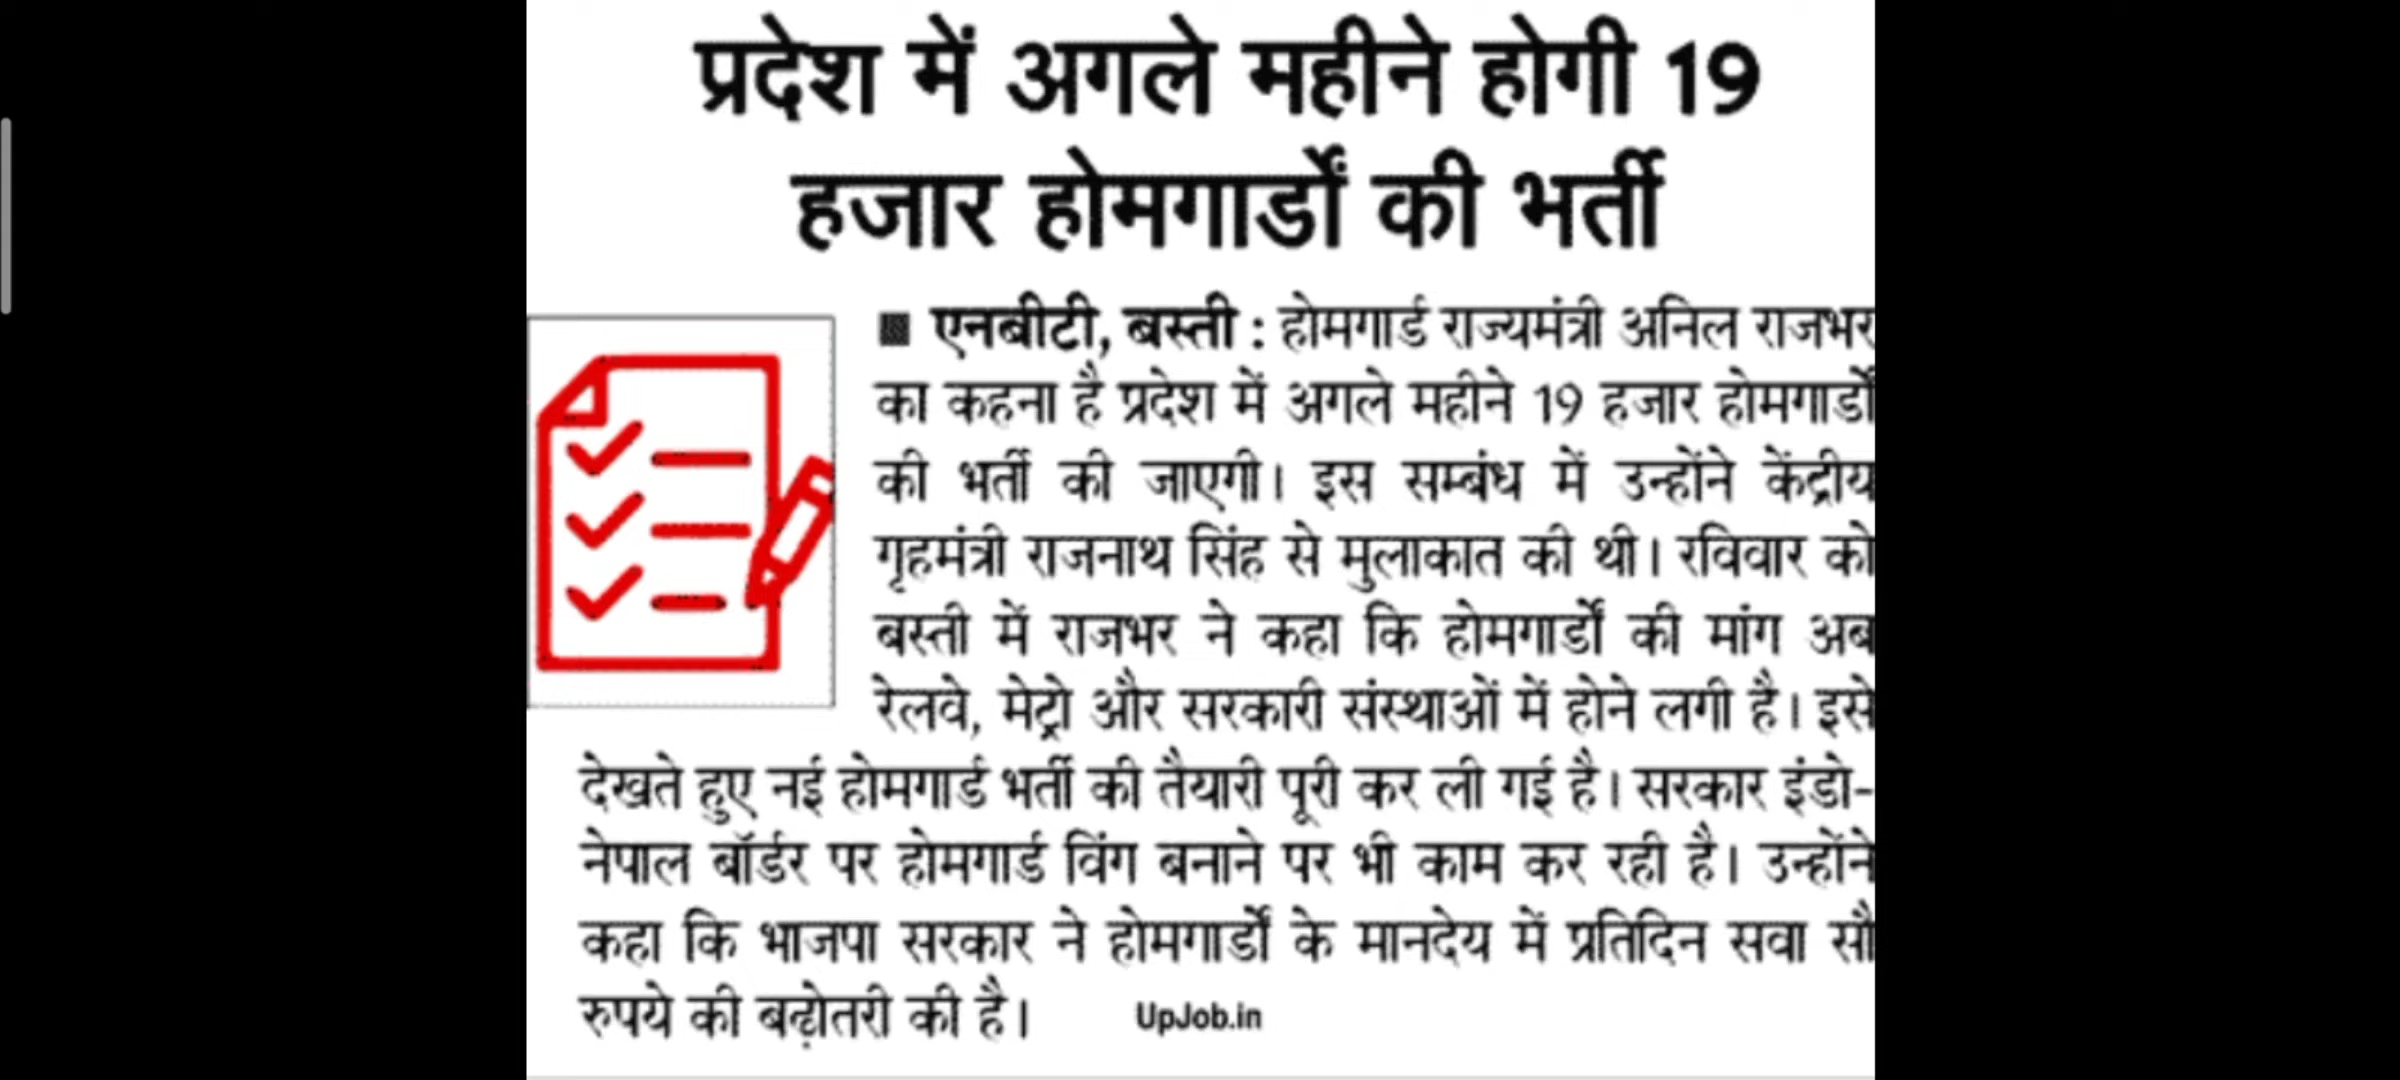 प्रदेश में अगले महीने होगी 19
हजार होमगार्डों की भर्ती
■ एनबीटी, बस्ती : होमगार्ड राज्यमंत्री अनिल राजभर
का कहना है प्रदेश में अगले महीने 19 हजार होमगार्डों
की भर्ती की जाएगी। इस सम्बंध में उन्होंने केंद्रीय
गृहमंत्री राजनाथ सिंह से मुलाकात की थी। रविवार को
बस्ती में राजभर ने कहा कि होमगार्डों की मांग अब
रेलवे, मेट्रो और सरकारी संस्थाओं में होने लगी है। इसे
देखते हुए नई होमगार्ड भर्ती की तैयारी पूरी कर ली गई है। सरकार इंडो-
नेपाल बॉर्डर पर होमगार्ड विंग बनाने पर भी काम कर रही है। उन्होंने
कहा कि भाजपा सरकार ने होमगार्डों के मानदेय में प्रतिदिन सवा सौ
रुपये की बढ़ोतरी की है।
UpJob.in